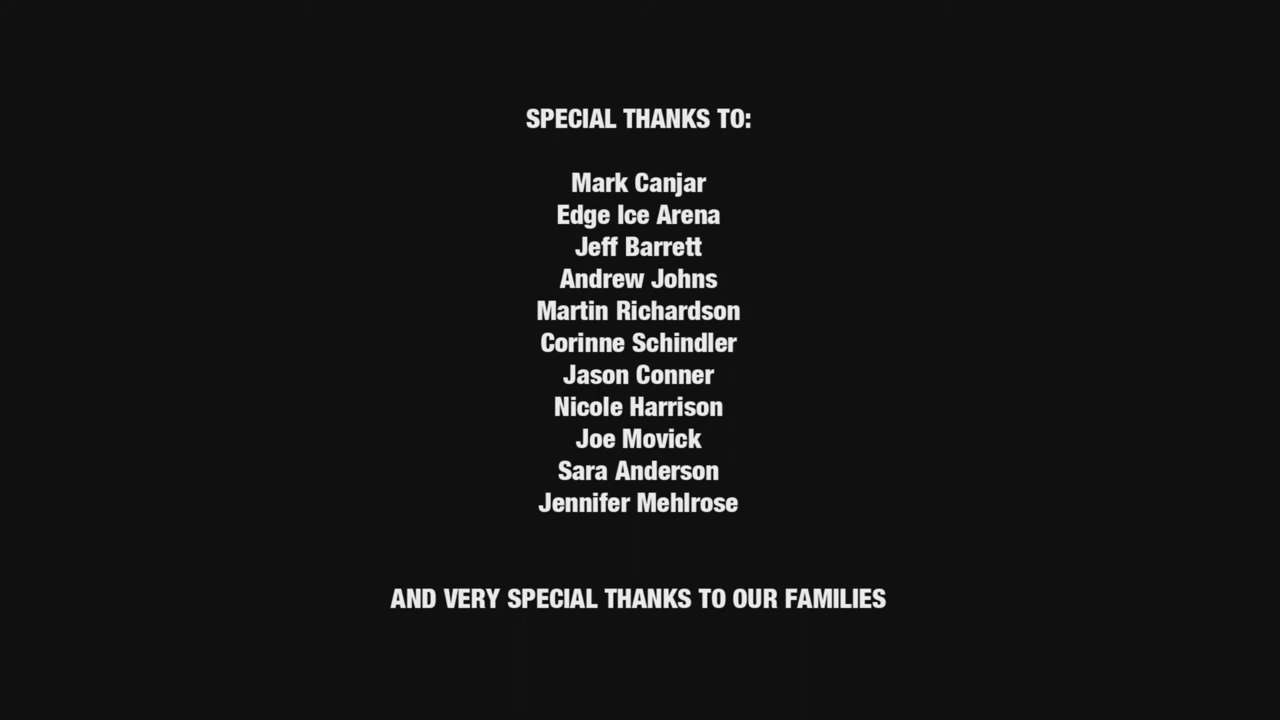 SPECIAL THANKS TO:
Mark Canjar
Edge Ice Arena
Jeff Barrett
Andrew Johns
Martin Richardson
Corinne Schindler
Jason Conner
Nicole Harrison
Joe Movick
Sara Anderson
Jennifer Mehlrose
AND VERY SPECIAL THANKS TO OUR FAMILIES